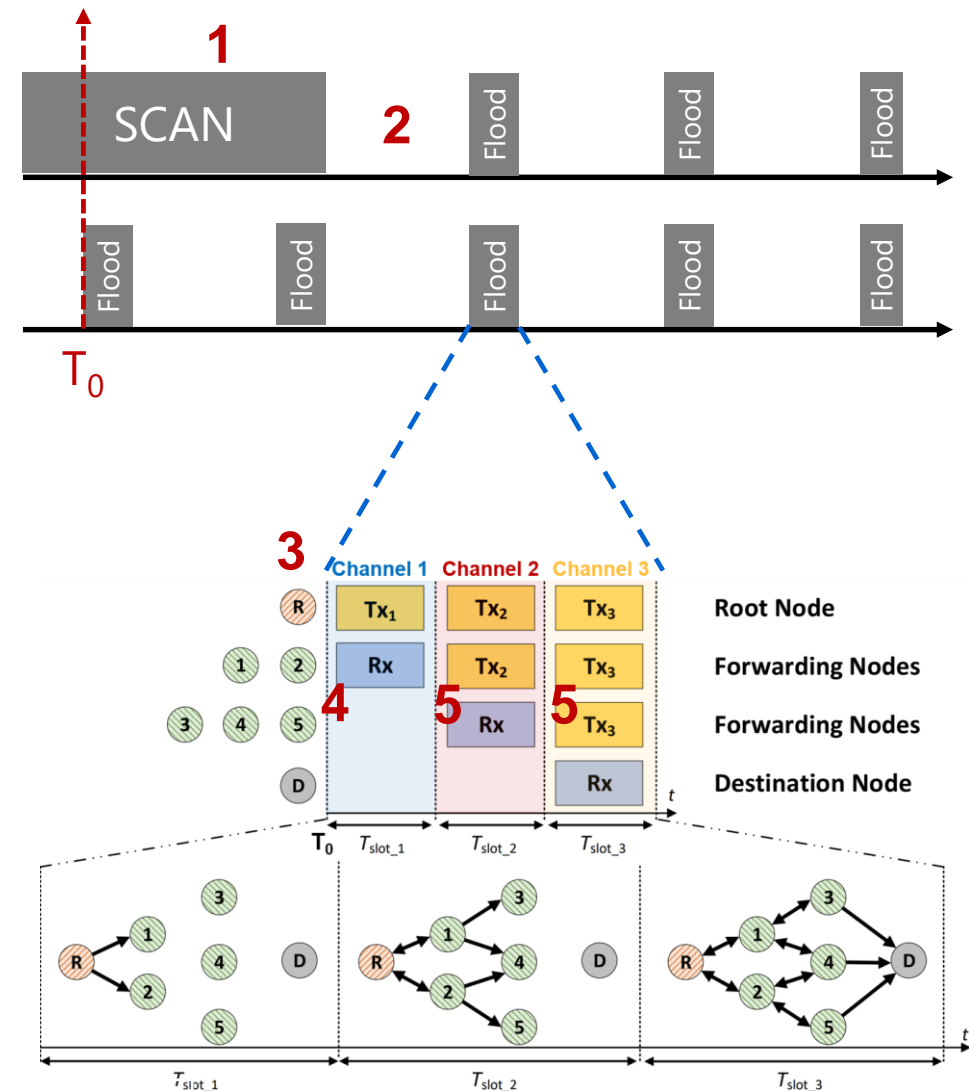 1
SCAN
2
Flood
Flood
Flood
Flood
Flood
Flood
Flood
Flood
T0
3
Channel 1 Channel 2 Channel 3
R Tx1 Tx2 Tx3 Root Node
1 2 Rx Tx2 Tx3 Forwarding Nodes
4 5 5
3 4 5 Rx Tx3 Forwarding Nodes
D Rx Destination Node
t
T0 Tslot_1 Tslot_2 Tslot_3
3 3 3
1 1 1
R 4 D R 4 D R 4 D
2 2 2
5 5 5
t
Tslot_1 Tslot_2 Tslot_3